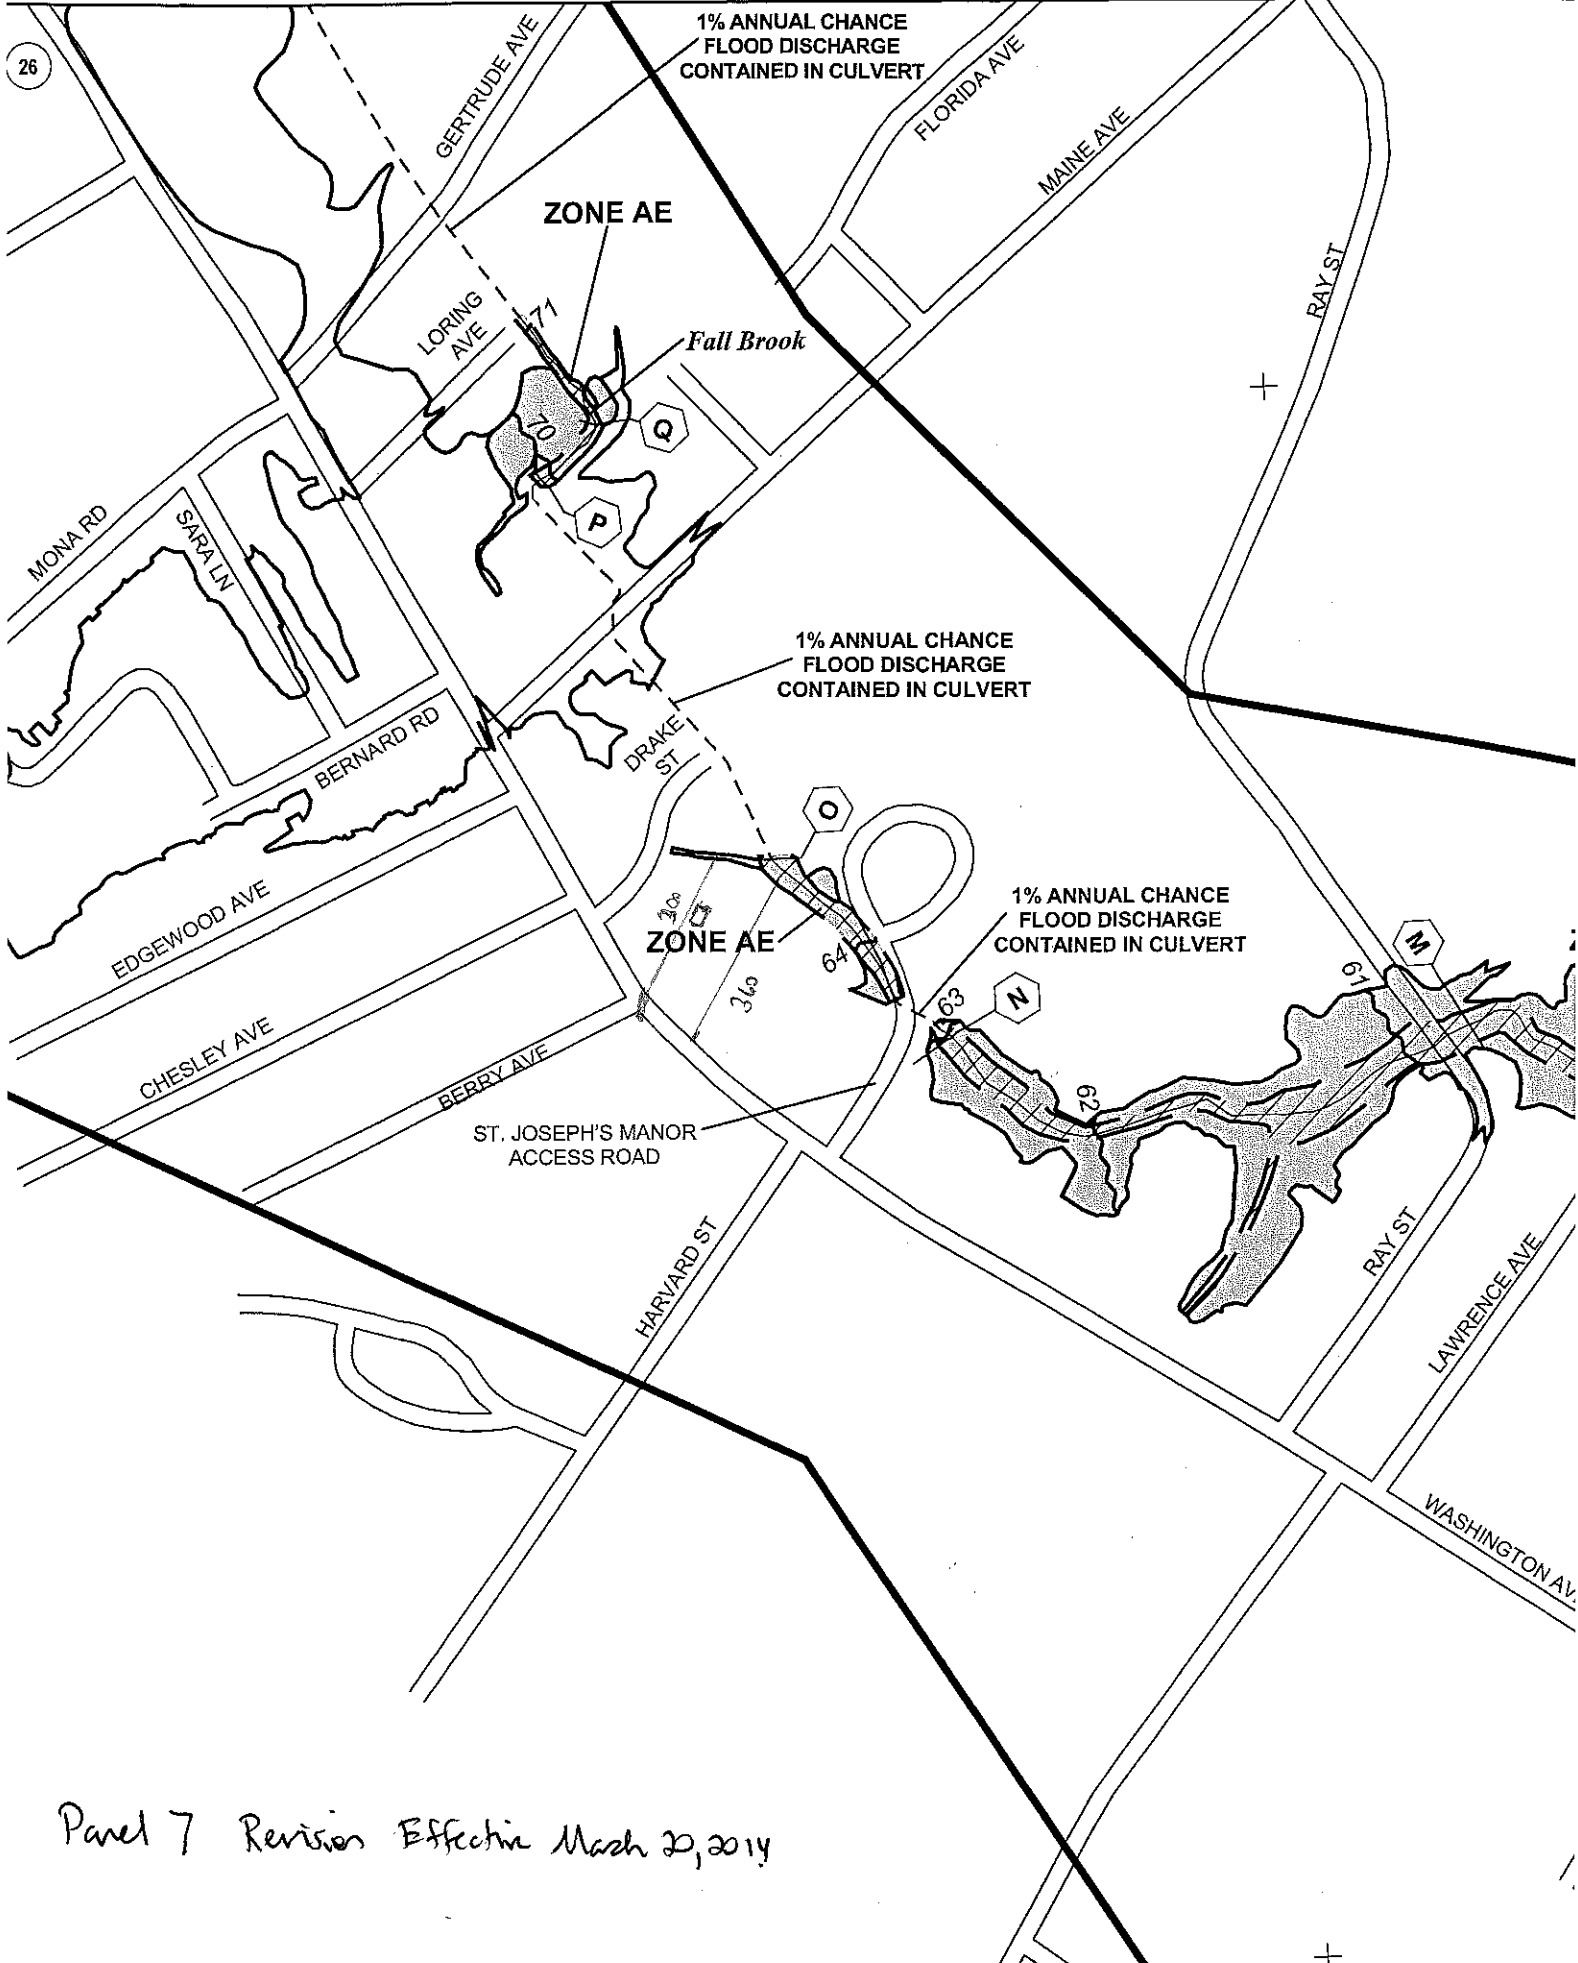 1% ANNUAL CHANCE
FLOOD DISCHARGE
CONTAINED IN CULVERT
26
GERTRUDE AVE
FLORIDA AVE
MAINE AVE
ZONE AE
RAY ST
LORING
AVE
71
Fall Brook
70
Q
P
MONA RD
SARA LN
1% ANNUAL CHANCE
FLOOD DISCHARGE
CONTAINED IN CULVERT
BERNARD RD
DRAKE
ST
O
EDGEWOOD AVE
300
ZONE AE
64
360
1% ANNUAL CHANCE
FLOOD DISCHARGE
CONTAINED IN CULVERT
63
N
61
M
CHESLEY AVE
BERRY AVE
62
ST. JOSEPH'S MANOR
ACCESS ROAD
HARVARD ST
RAY ST
LAWRENCE AVE
WASHINGTON AV
Panel 7 Revision Effective March 20, 2014